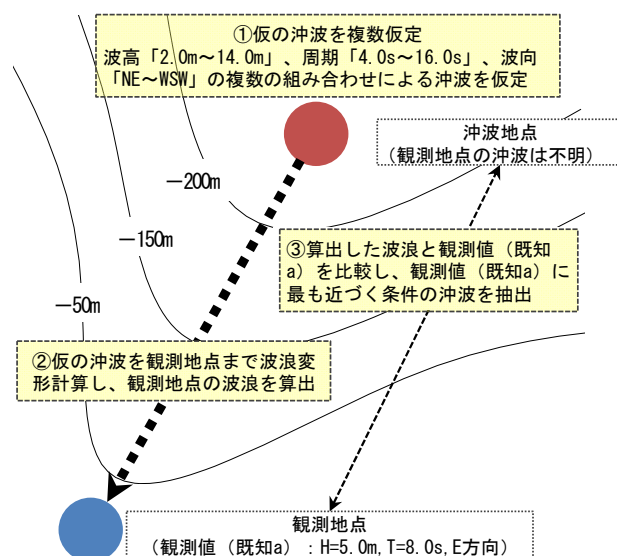 ①仮の沖波を複数仮定
波高「2.0m～14.0m」、周期「4.0s～16.0s」、波向
「NE～WSW」の複数の組み合わせによる沖波を仮定
沖波地点
（観測地点の沖波は不明）
－200m
－150m
③算出した波浪と観測値（既知
a）を比較し、観測値（既知a）に
最も近づく条件の沖波を抽出
－50m
②仮の沖波を観測地点まで波浪変
形計算し、観測地点の波浪を算出
観測地点
（観測値（既知a）：H=5.0m,T=8.0s,E方向）